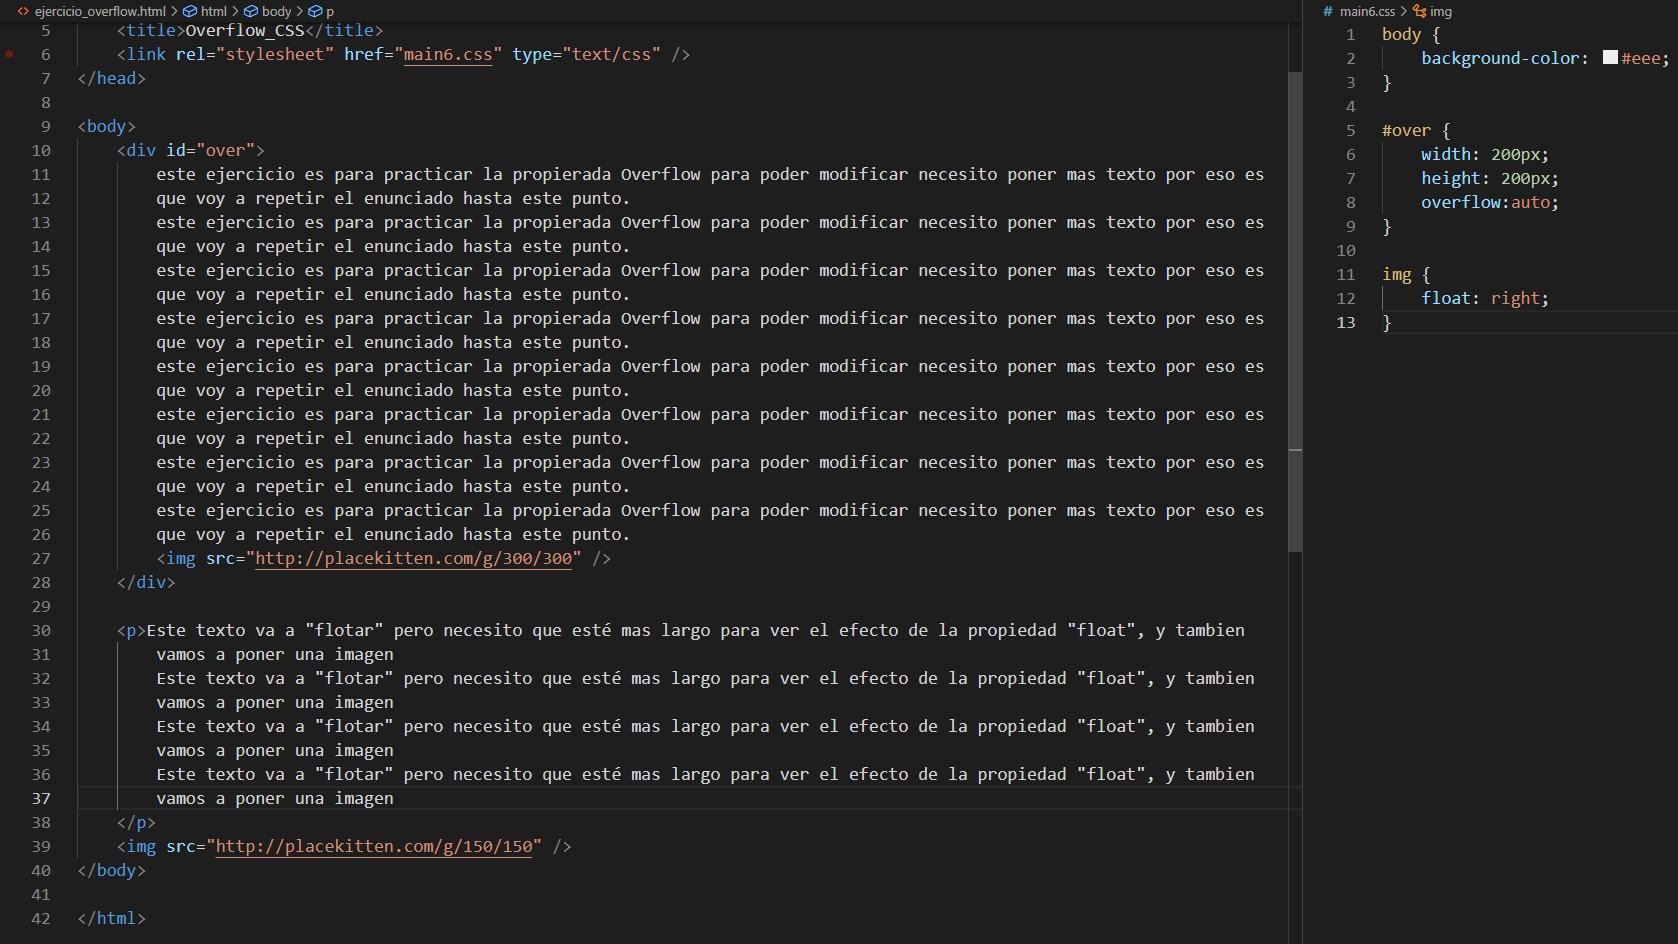 ejercicio_overflow.html > html > body > p
5 <title>Overflow_CSS</title>
6 <link rel="stylesheet" href="main6.css" type="text/css" />
7 </head>
8
9 <body>
10 <div id="over">
11 este ejercicio es para practicar la propierada Overflow para poder modificar necesito poner mas texto por eso es
12 que voy a repetir el enunciado hasta este punto.
13 este ejercicio es para practicar la propierada Overflow para poder modificar necesito poner mas texto por eso es
14 que voy a repetir el enunciado hasta este punto.
15 este ejercicio es para practicar la propierada Overflow para poder modificar necesito poner mas texto por eso es
16 que voy a repetir el enunciado hasta este punto.
17 este ejercicio es para practicar la propierada Overflow para poder modificar necesito poner mas texto por eso es
18 que voy a repetir el enunciado hasta este punto.
19 este ejercicio es para practicar la propierada Overflow para poder modificar necesito poner mas texto por eso es
20 que voy a repetir el enunciado hasta este punto.
21 este ejercicio es para practicar la propierada Overflow para poder modificar necesito poner mas texto por eso es
22 que voy a repetir el enunciado hasta este punto.
23 este ejercicio es para practicar la propierada Overflow para poder modificar necesito poner mas texto por eso es
24 que voy a repetir el enunciado hasta este punto.
25 este ejercicio es para practicar la propierada Overflow para poder modificar necesito poner mas texto por eso es
26 que voy a repetir el enunciado hasta este punto.
27 <img src="http://placekitten.com/g/300/300" />
28 </div>
29
30 <p>Este texto va a "flotar" pero necesito que esté mas largo para ver el efecto de la propiedad "float", y tambien
31 vamos a poner una imagen
32 Este texto va a "flotar" pero necesito que esté mas largo para ver el efecto de la propiedad "float", y tambien
33 vamos a poner una imagen
34 Este texto va a "flotar" pero necesito que esté mas largo para ver el efecto de la propiedad "float", y tambien
35 vamos a poner una imagen
36 Este texto va a "flotar" pero necesito que esté mas largo para ver el efecto de la propiedad "float", y tambien
37 vamos a poner una imagen
38 </p>
39 <img src="http://placekitten.com/g/150/150" />
40 </body>
41
42 </html>
# main6.css > img
1 body {
2 background-color: #eee;
3 }
4
5 #over {
6 width: 200px;
7 height: 200px;
8 overflow:auto;
9 }
10
11 img {
12 float: right;
13 }